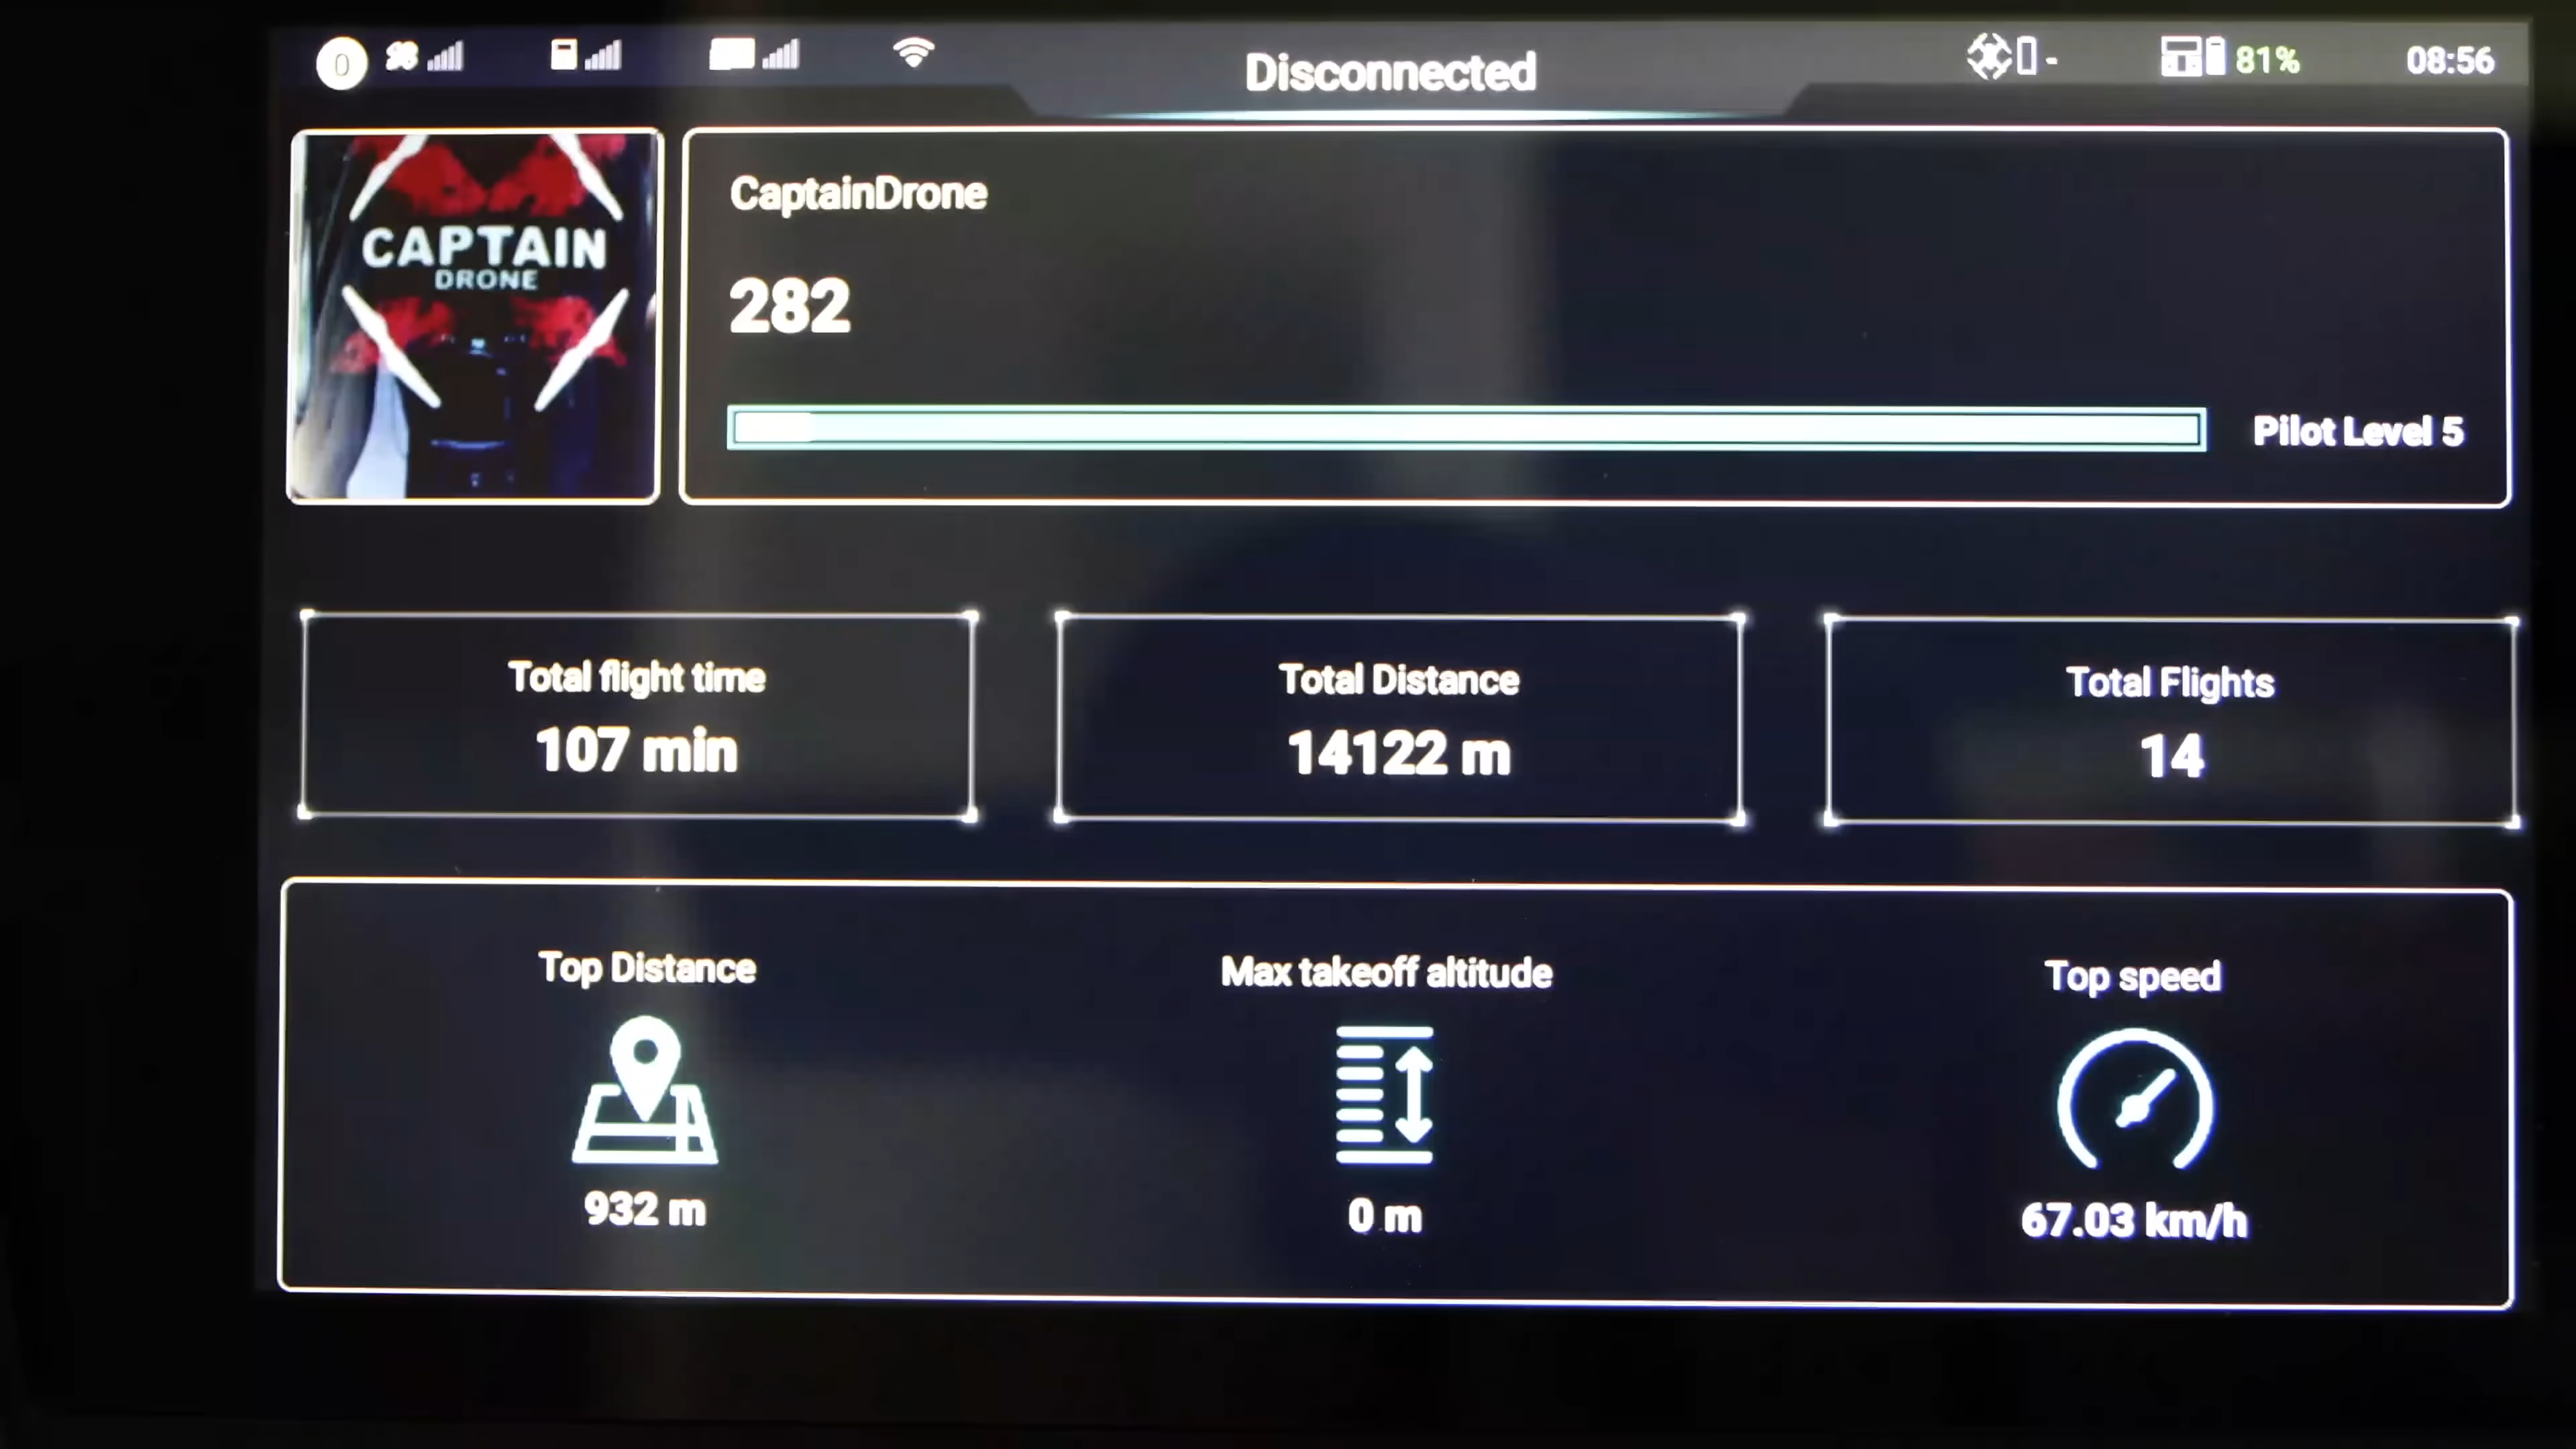 0
Disconnected
-
81%
08:56
CAPTAIN
DRONE
CaptainDrone
282
Pilot Level 5
Total flight time
107 min
Total Distance
14122 m
Total Flights
14
Top Distance
932 m
Max takeoff altitude
0 m
Top speed
67.03 km/h